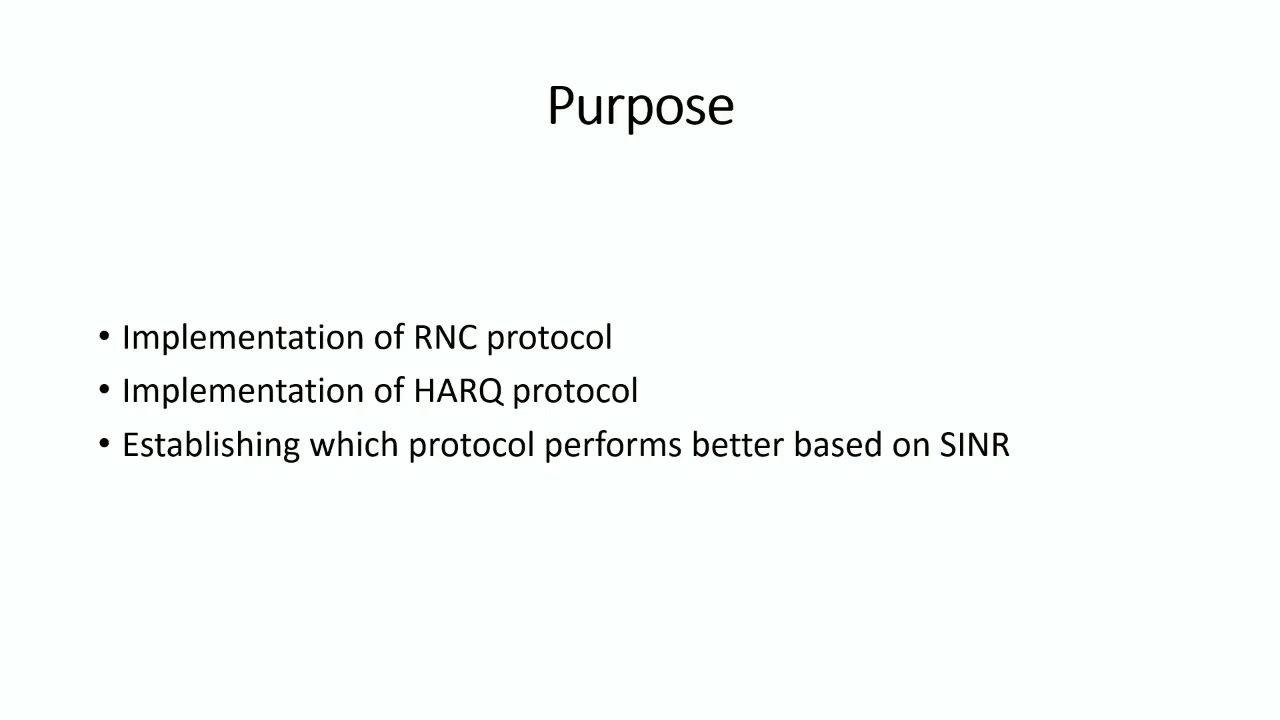 Purpose
• Implementation of RNC protocol
• Implementation of HARQ protocol
• Establishing which protocol performs better based on SINR